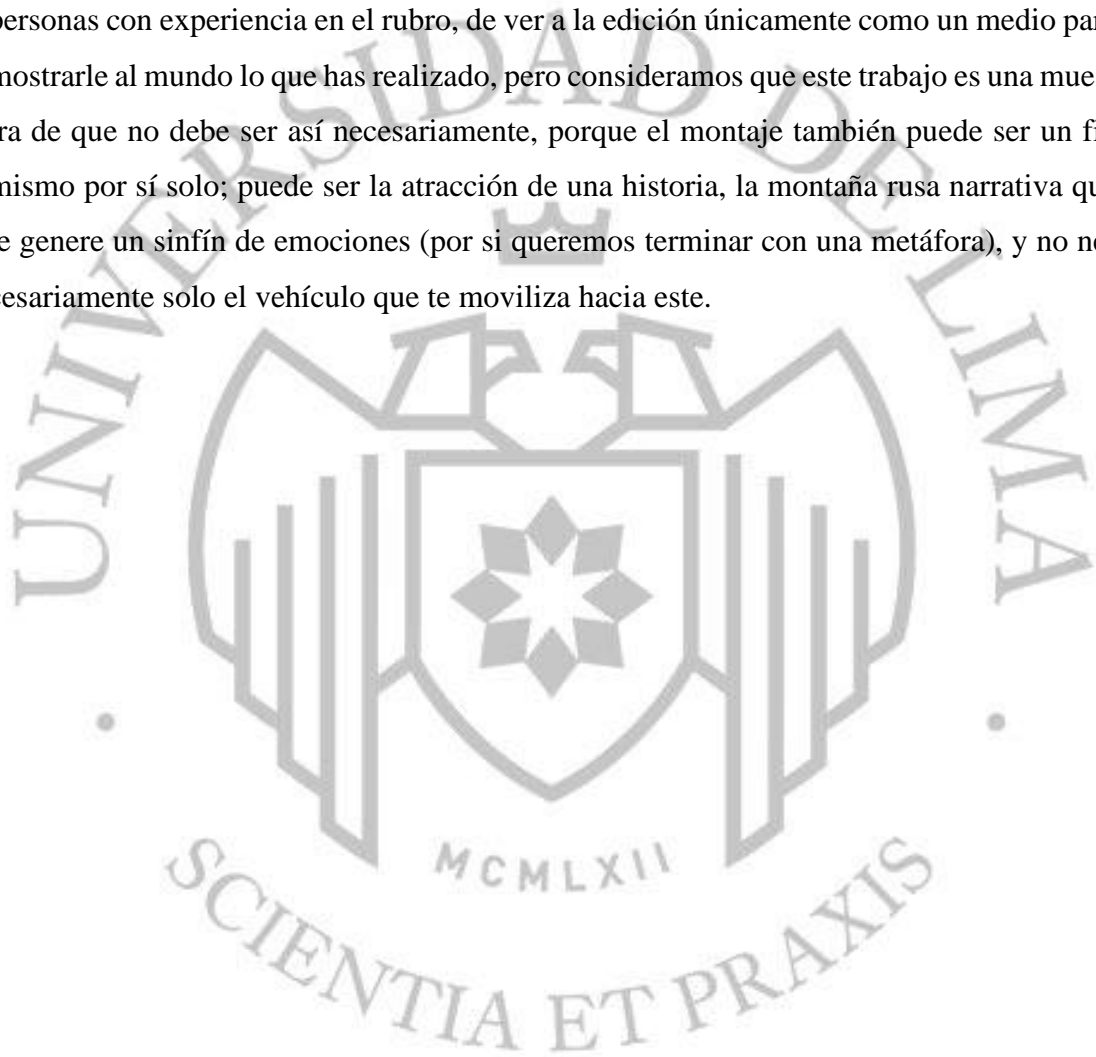 personas con experiencia en el rubro, de ver a la edición únicamente como un medio par
mostrarle al mundo lo que has realizado, pero consideramos que este trabajo es una mue
ra de que no debe ser así necesariamente, porque el montaje también puede ser un fi
mismo por sí solo; puede ser la atracción de una historia, la montaña rusa narrativa qu
e genere un sinfín de emociones (por si queremos terminar con una metáfora), y no ne
cesariamente solo el vehículo que te moviliza hacia este.
UNIVERSIDAD DE LIMA
MCMLXII
SCIENTIA ET PRAXIS